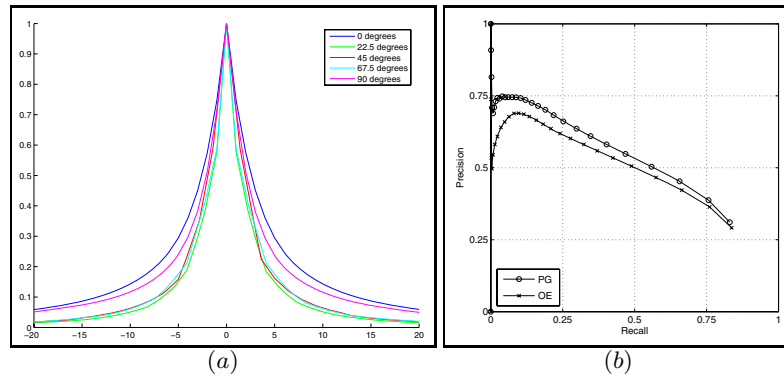 1
0.9
0.8
0.7
0.6
0.5
0.4
0.3
0.2
0.1
0
−20
−15
−10
−5
0
5
10
15
20
0 degrees
22.5 degrees
45 degrees
67.5 degrees
90 degrees
(a)
1
0.75
0.5
0.25
0
0
0.25
0.5
0.75
1
Precision
Recall
PG
OE
(b)